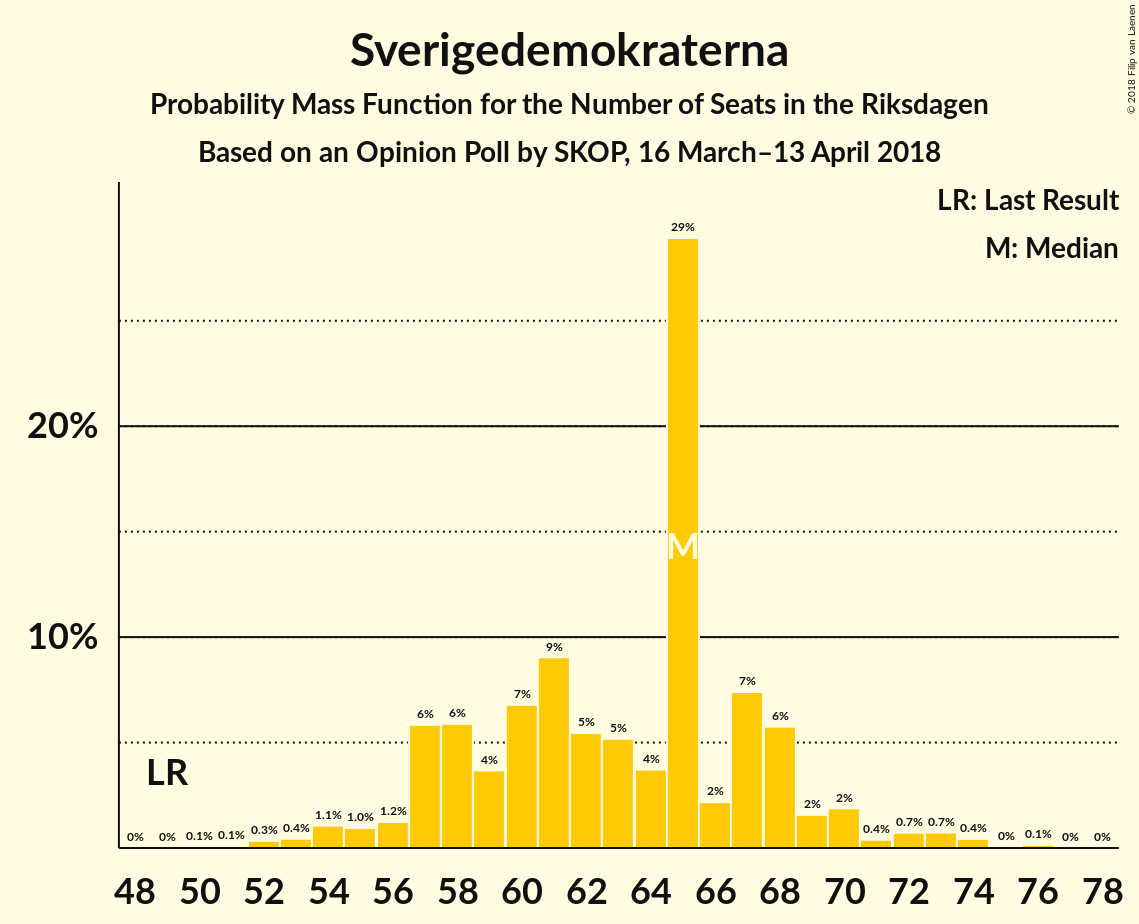 Sverigedemokraterna
Probability Mass Function for the Number of Seats in the Riksdagen
Based on an Opinion Poll by SKOP, 16 March–13 April 2018
© 2018 Filip van Laenen
LR: Last Result
M: Median
20%
10%
0% 0% 0.1% 0.1% 0.3% 0.4% 1.1% 1.0% 1.2% 6% 6% 4% 7% 9% 5% 5% 4% 29% 2% 7% 6% 2% 2% 0.4% 0.7% 0.7% 0.4% 0% 0.1% 0% 0%
M
LR
48 50 52 54 56 58 60 62 64 66 68 70 72 74 76 78